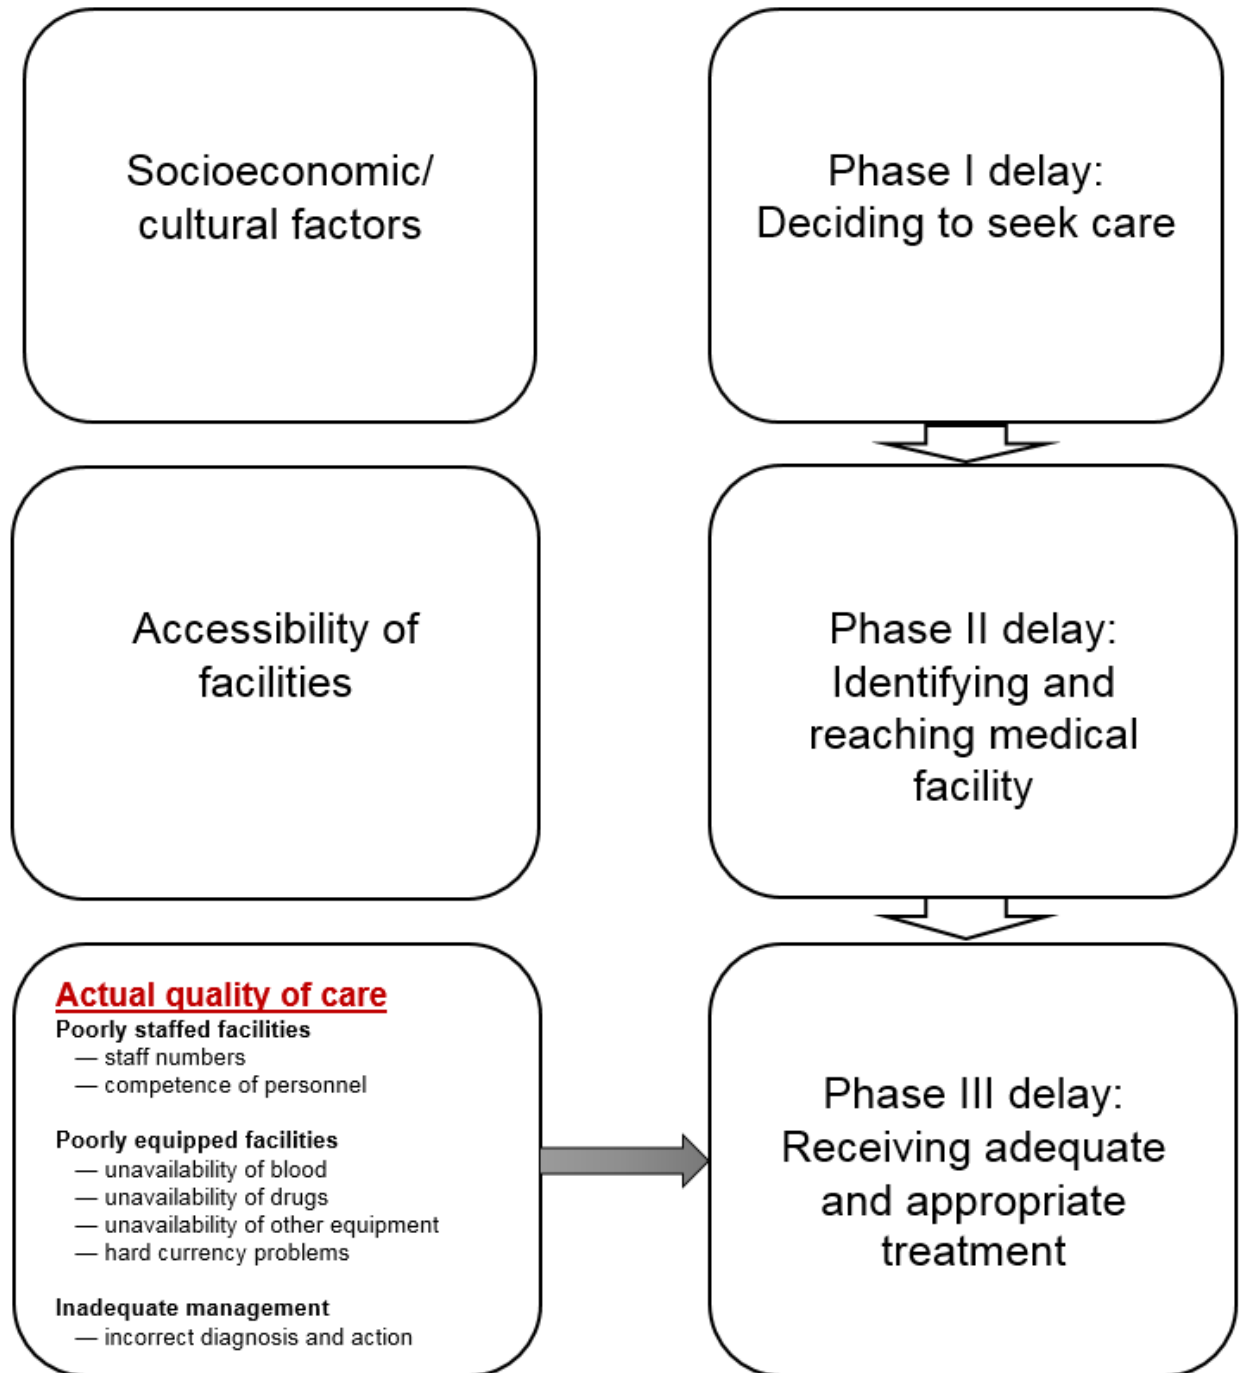 Socioeconomic/
cultural factors
Phase I delay:
Deciding to seek care
Accessibility of
facilities
Phase II delay:
Identifying and
reaching medical
facility
Actual quality of care
Poorly staffed facilities
— staff numbers
— competence of personnel
Poorly equipped facilities
— unavailability of blood
— unavailability of drugs
— unavailability of other equipment
— hard currency problems
Inadequate management
— incorrect diagnosis and action
Phase III delay:
Receiving adequate
and appropriate
treatment